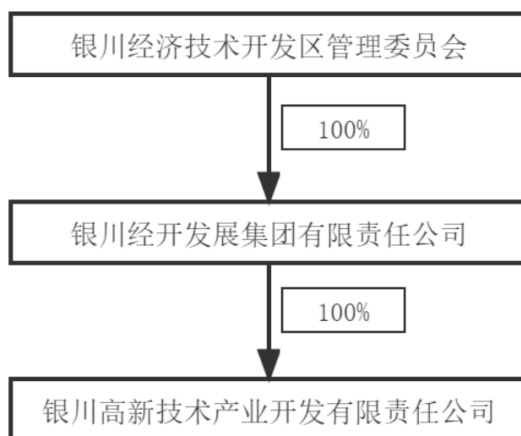 银川经济技术开发区管理委员会
100%
银川经开发展集团有限责任公司
100%
银川高新技术产业开发有限责任公司